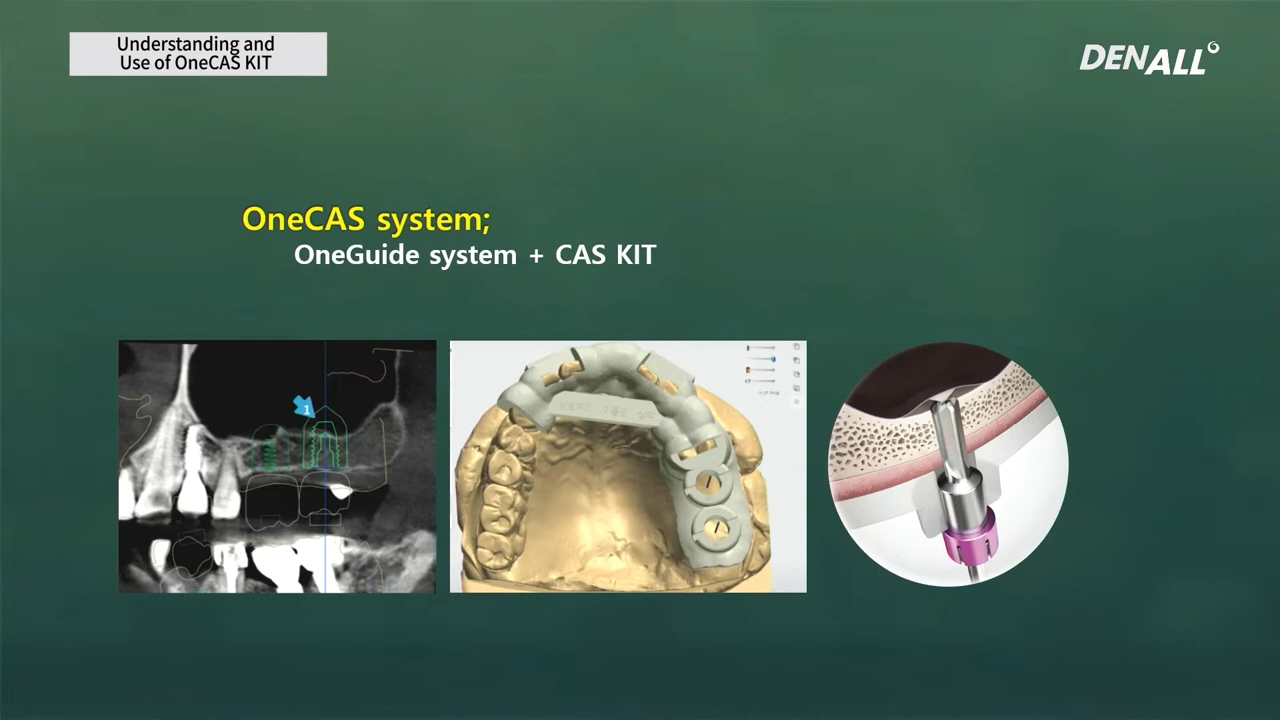 Understanding and
Use of OneCAS KIT
DENALL
OneCAS system;
OneGuide system + CAS KIT
1